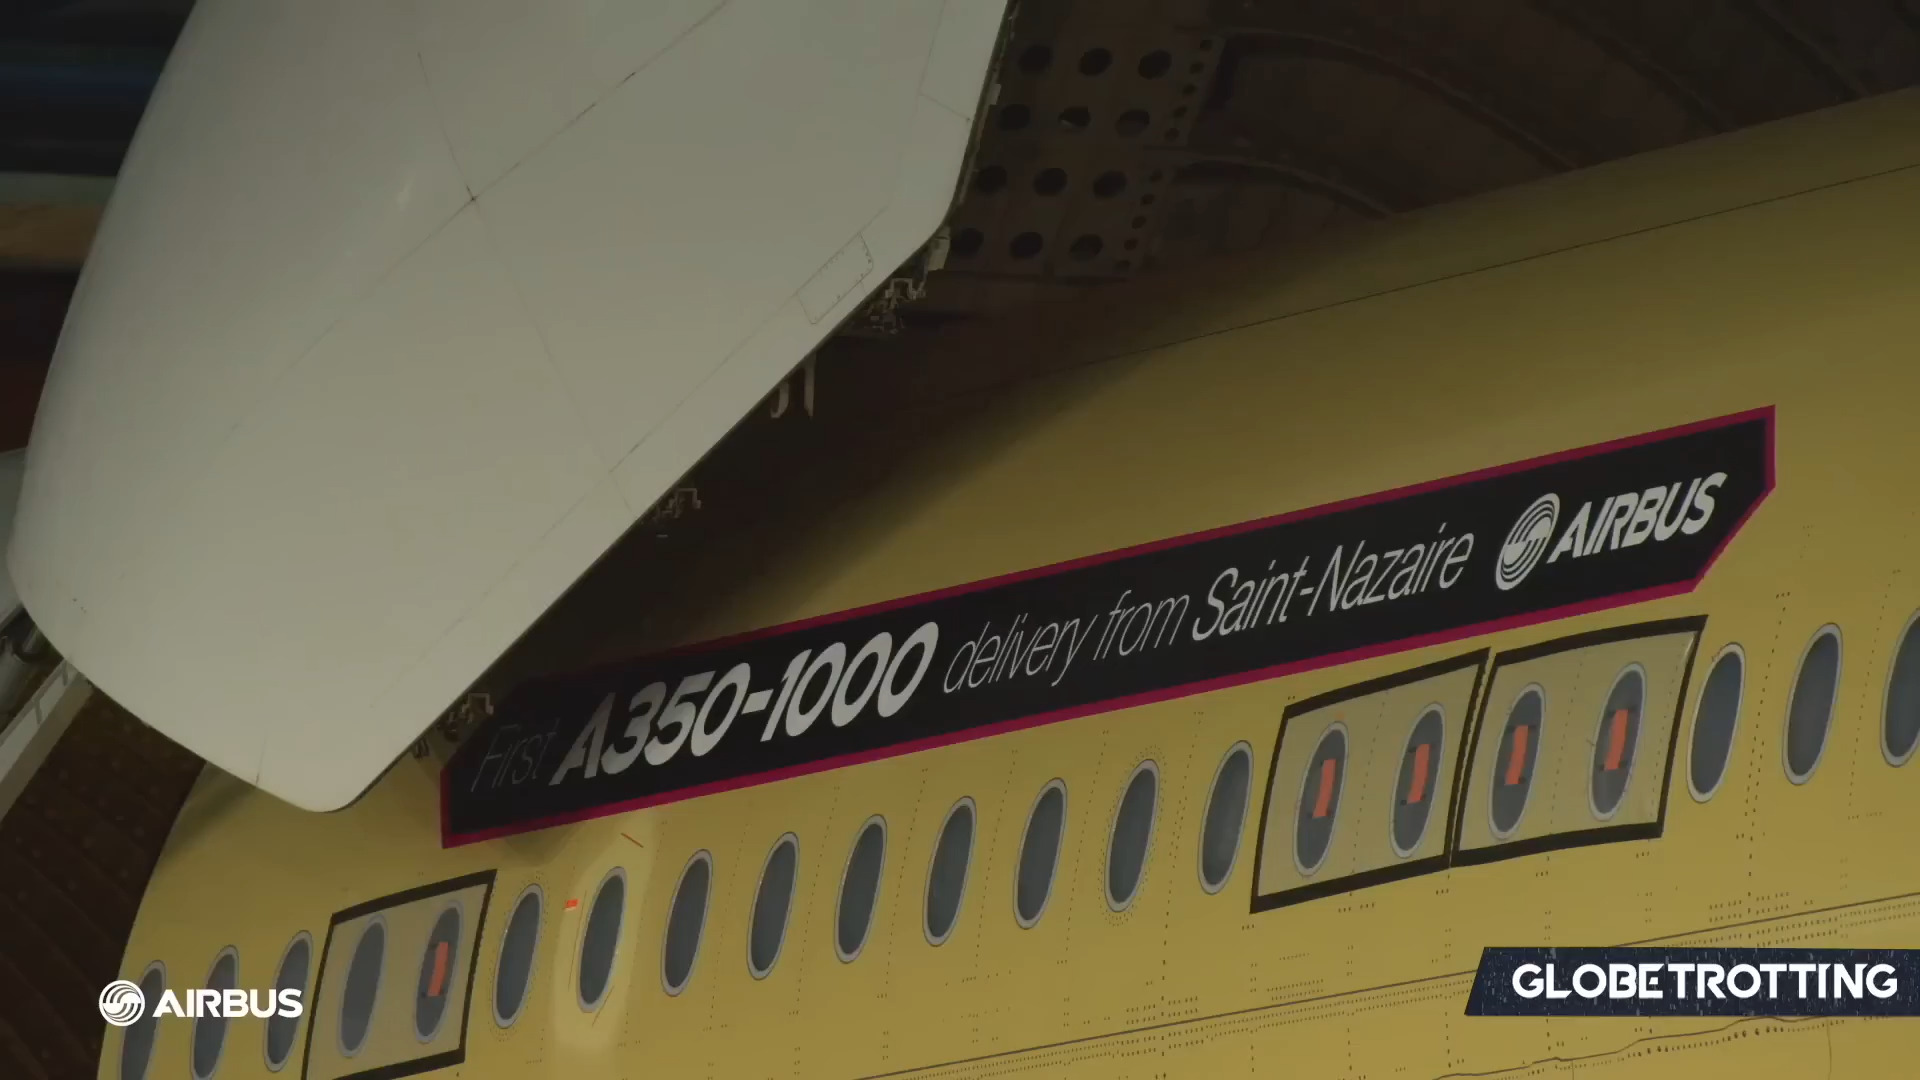 First A350-1000 delivery from Saint-Nazaire AIRBUS
AIRBUS
GLOBETROTTING